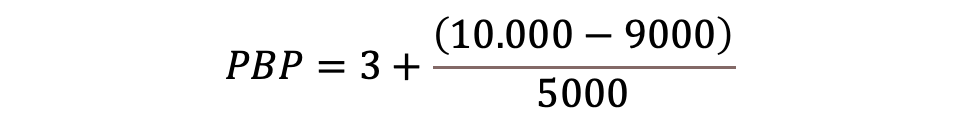 PBP = 3 + (10.000 − 9000) / 5000